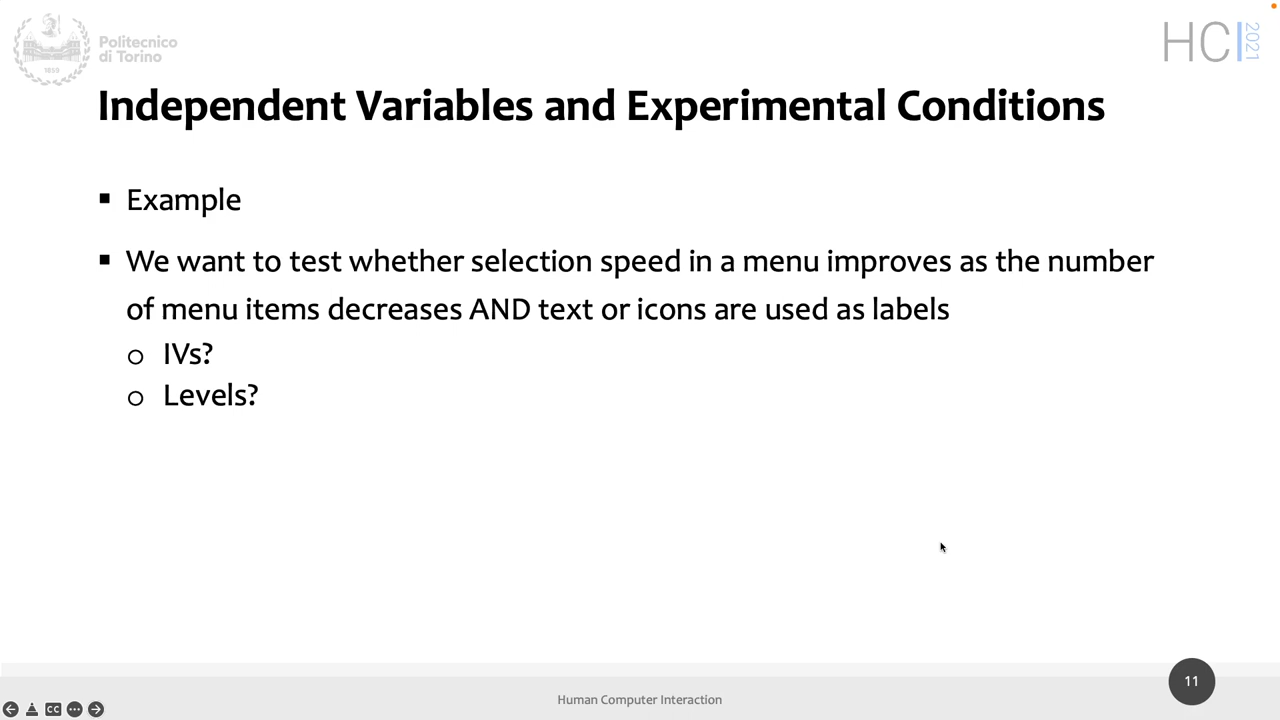 Politecnico
di Torino
1859
HCI 2021
Independent Variables and Experimental Conditions
Example
We want to test whether selection speed in a menu improves as the number
of menu items decreases AND text or icons are used as labels
IVs?
Levels?
11
Human Computer Interaction
CC